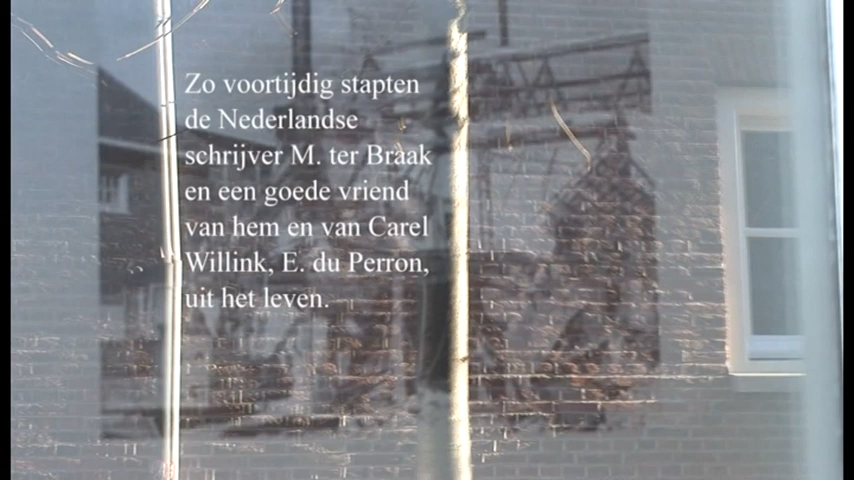 Zo voortijdig stapten
de Nederlandse
schrijver M. ter Braak
en een goede vriend
van hem en van Carel
Willink, E. du Perron,
uit het leven.